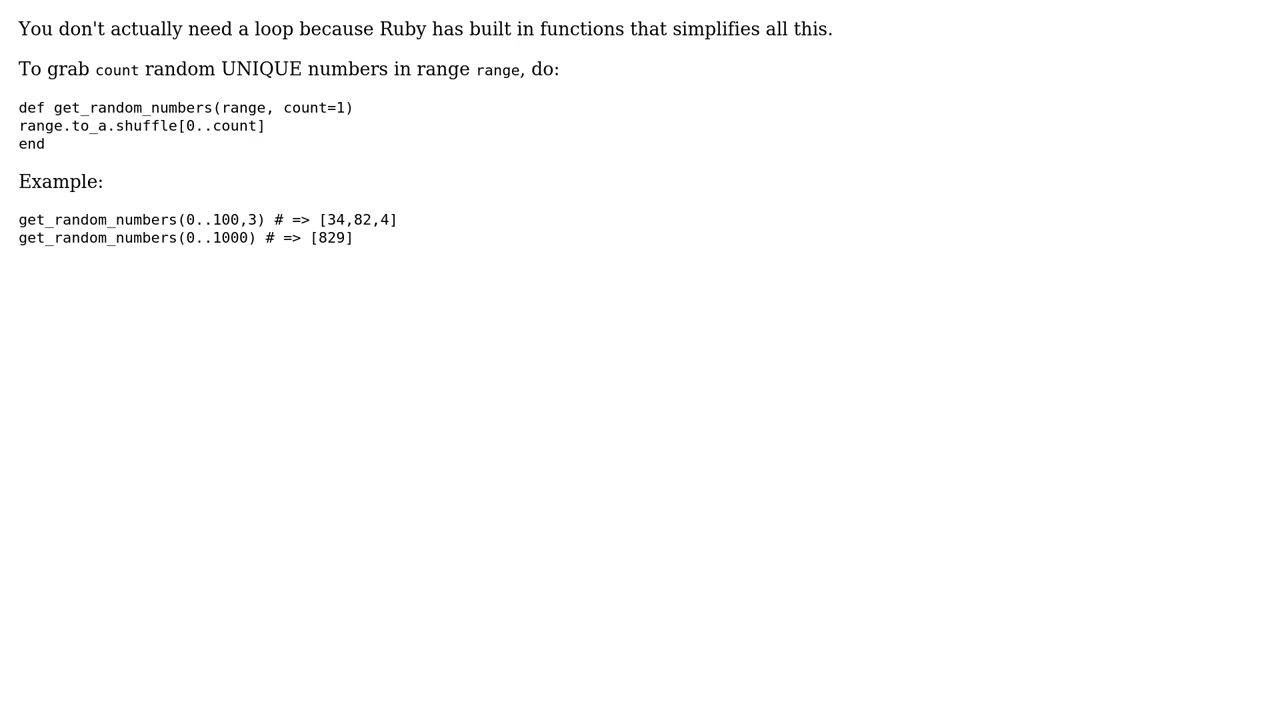 You don't actually need a loop because Ruby has built in functions that simplifies all this.
To grab count random UNIQUE numbers in range range, do:
def get_random_numbers(range, count=1)
range.to_a.shuffle[0..count]
end
Example:
get_random_numbers(0..100,3) # => [34,82,4]
get_random_numbers(0..1000) # => [829]